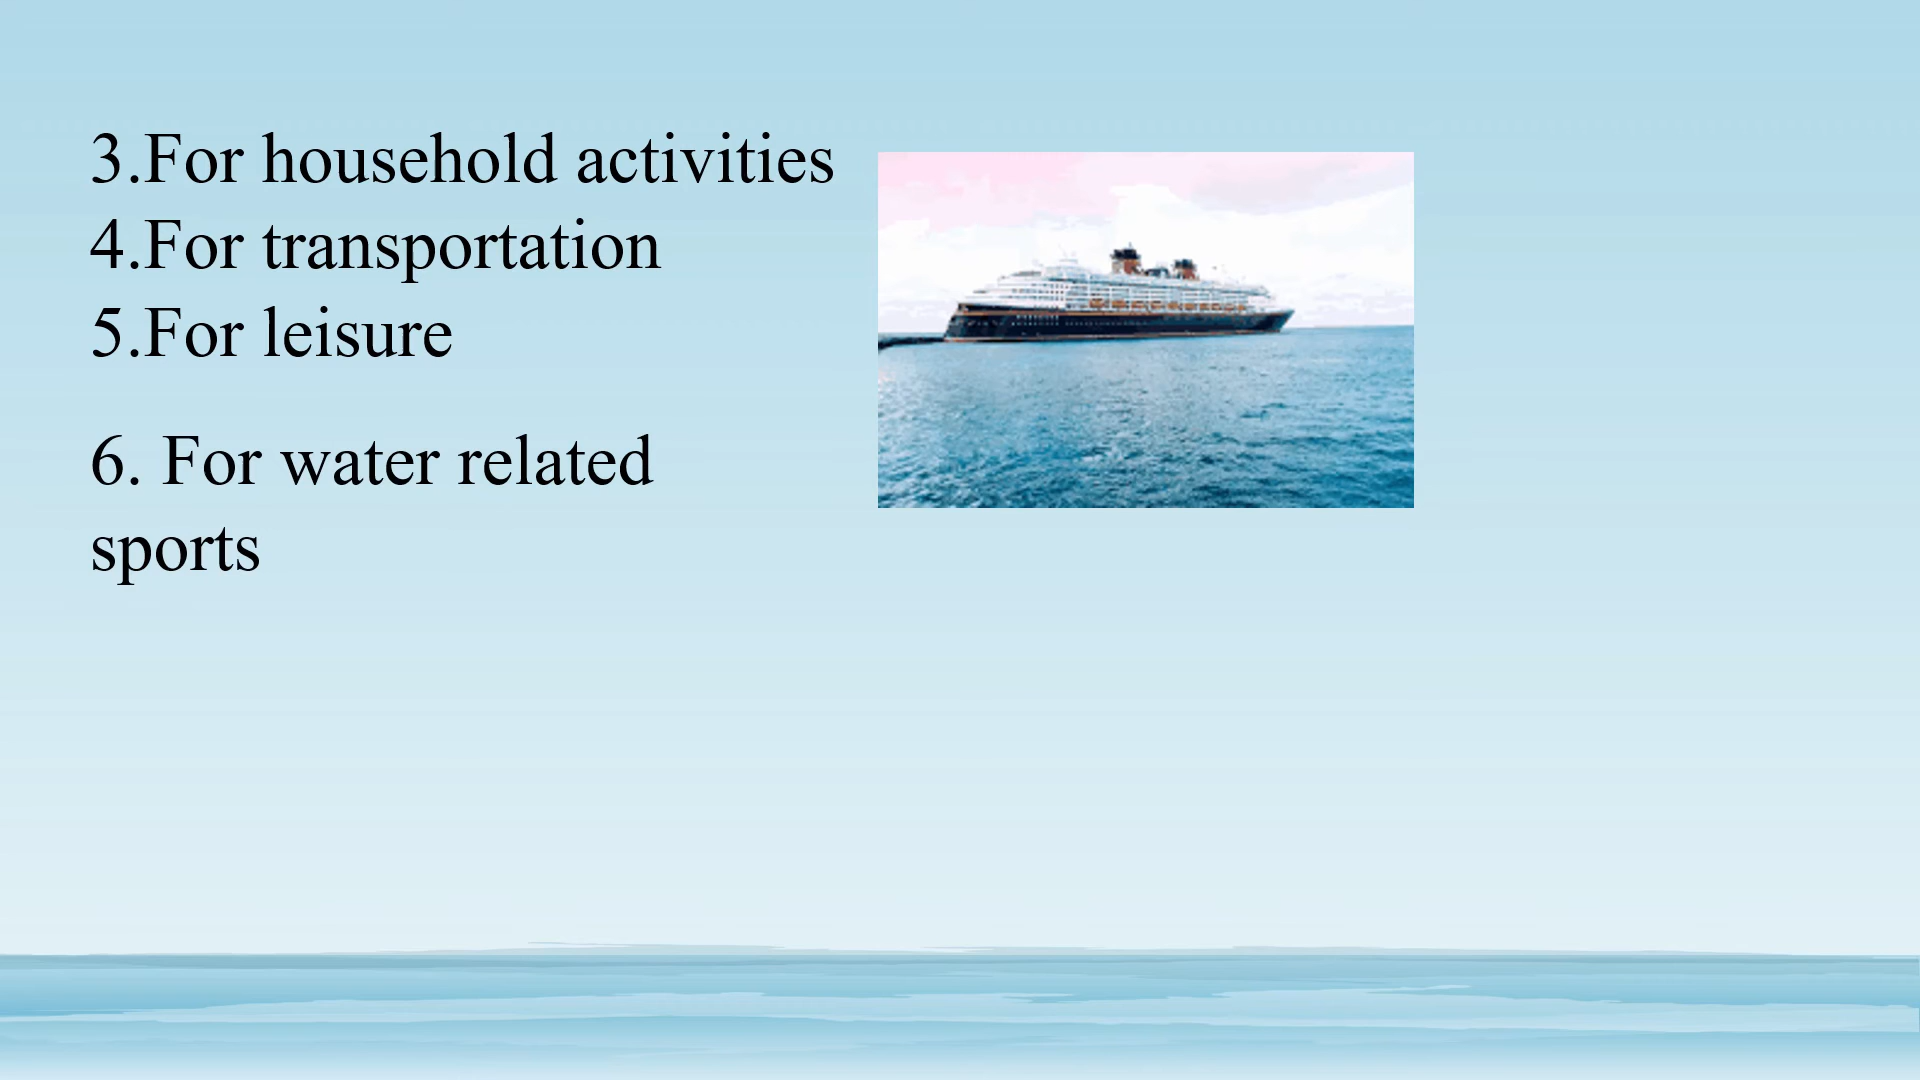 3.For household activities
4.For transportation
5.For leisure
6. For water related
sports